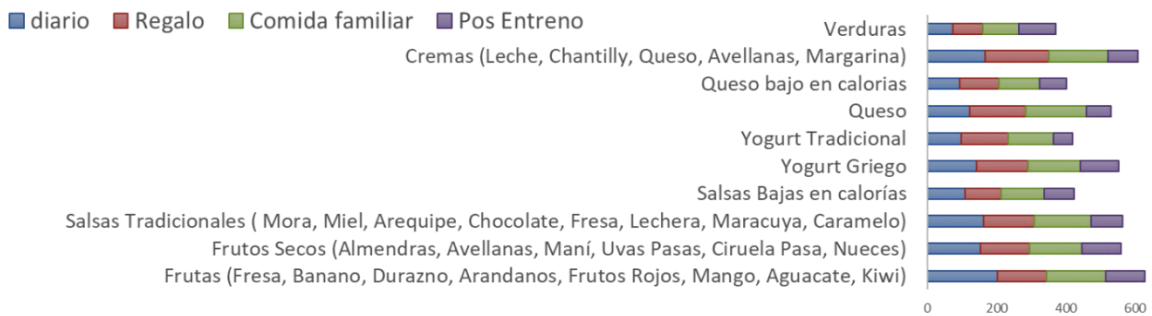 diario Regalo Comida familiar Pos Entreno
Verduras
Cremas (Leche, Chantilly, Queso, Avellanas, Margarina)
Queso bajo en calorias
Queso
Yogurt Tradicional
Yogurt Griego
Salsas Bajas en calorías
Salsas Tradicionales ( Mora, Miel, Arequipe, Chocolate, Fresa, Lechera, Maracuya, Caramelo)
Frutos Secos (Almendras, Avellanas, Maní, Uvas Pasas, Ciruela Pasa, Nueces)
Frutas (Fresa, Banano, Durazno, Arandanos, Frutos Rojos, Mango, Aguacate, Kiwi)
0 200 400 600